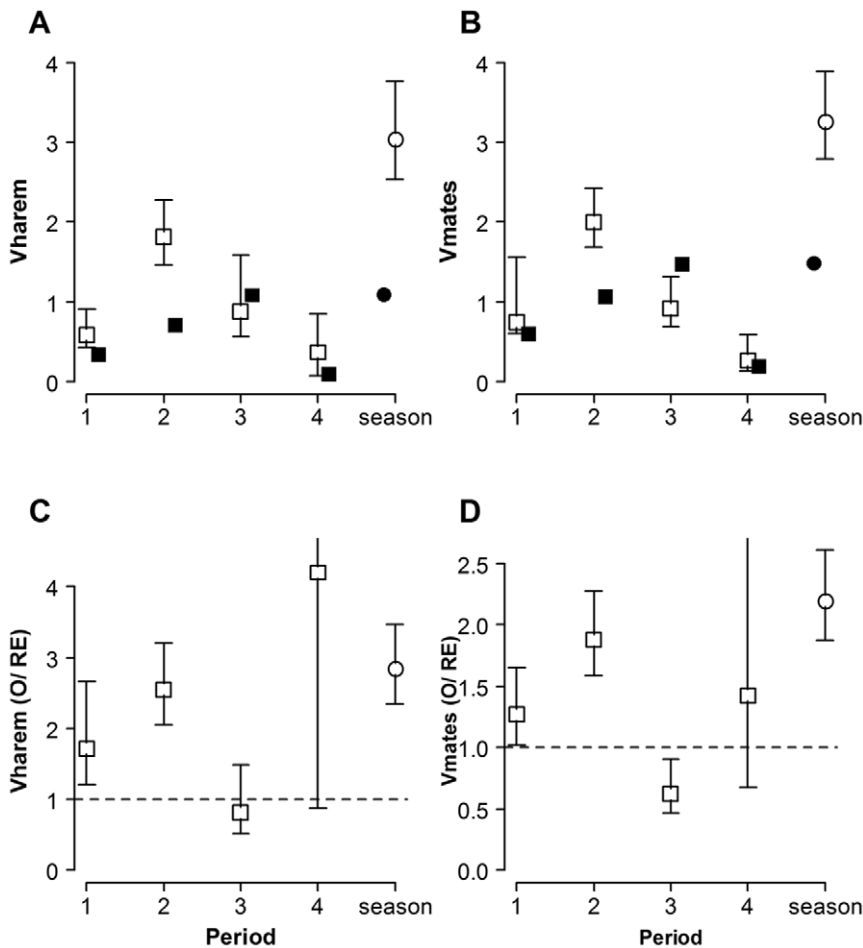 A
Vharem
4
3
2
1
0
1 2 3 4 season
B
Vmates
4
3
2
1
0
1 2 3 4 season
C
Vharem (O/ RE)
4
3
2
1
0
1 2 3 4 season
Period
D
Vmates (O/ RE)
2.5
2.0
1.5
1.0
0.5
0.0
1 2 3 4 season
Period